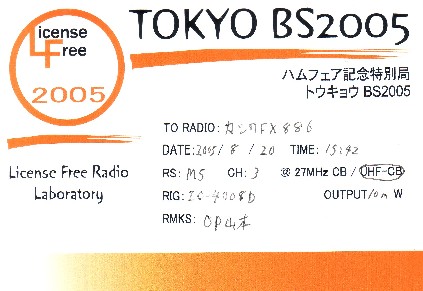 License
Free
2005
TOKYO BS2005
ハムフェア記念特別局
トウキョウ BS2005
License Free Radio
Laboratory
TO RADIO: カシワFX886
DATE: 2005/8/20 TIME: 15:42
RS: M5 CH: 3 @ 27MHz CB / UHF-CB
RIG: IC-4008D OUTPUT/10m W
RMKS: OP山本